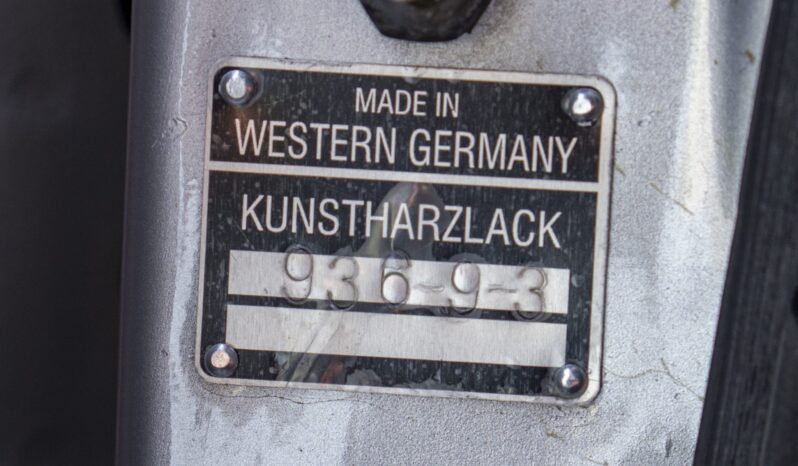 MADE IN
WESTERN GERMANY
KUNSTHARZLACK
936-9-3